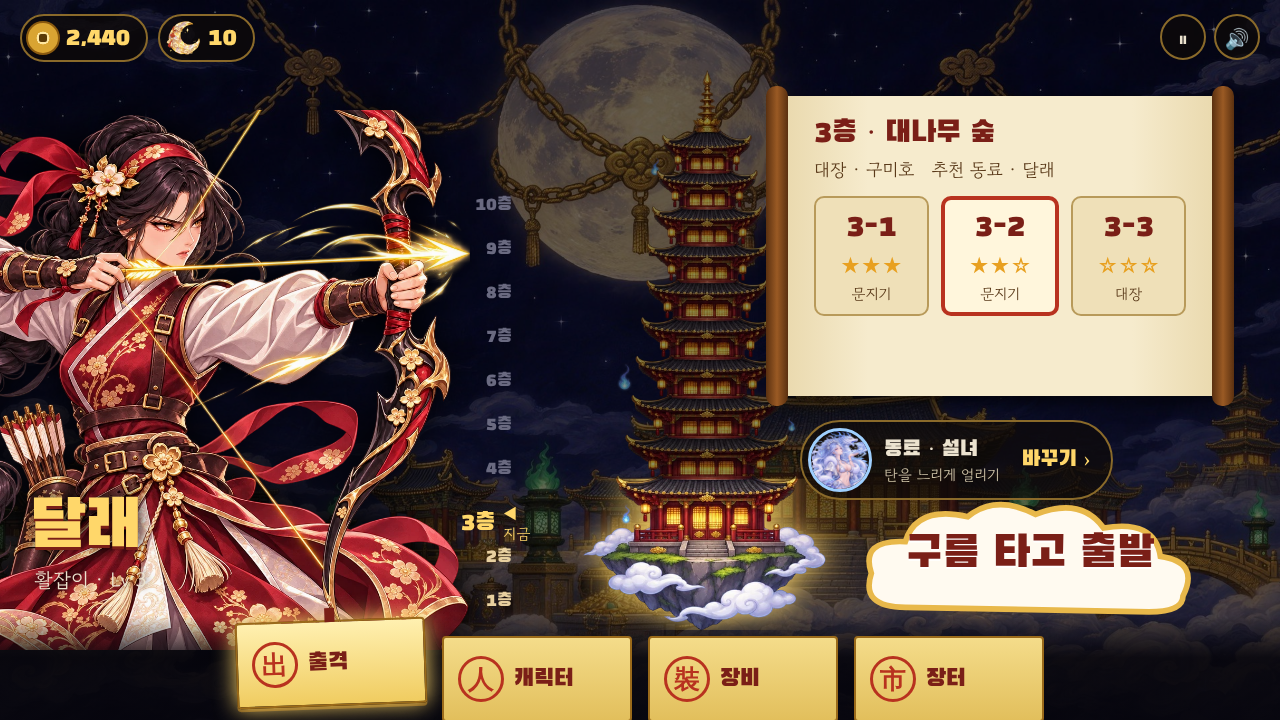 2,440
10
3층 · 대나무 숲
대장 · 구미호 추천 동료 · 달래
3-1
★★★
문지기
3-2
★★☆
문지기
3-3
☆☆☆
대장
10층
9층
8층
7층
6층
5층
4층
3층 ◀
지금
2층
1층
동료 · 설녀
탄을 느리게 얼리기
바꾸기 ›
구름 타고 출발
달래
활잡이 ·
出 출격
人 캐릭터
裝 장비
市 장터